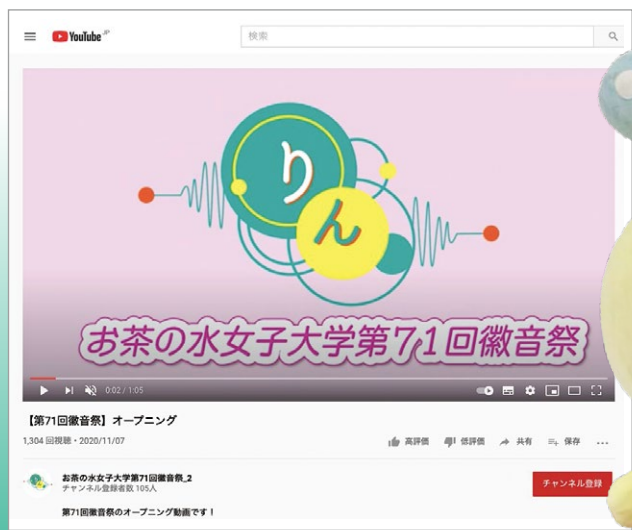 YouTube JP
検索
りん
お茶の水女子大学第71回徽音祭
0:02 / 1:05
【第71回徽音祭】オープニング
1,304 回視聴・2020/11/07
高評価 低評価 共有 保存 …
お茶の水女子大学第71回徽音祭_2
チャンネル登録者数 105人
チャンネル登録
第71回徽音祭のオープニング動画です！